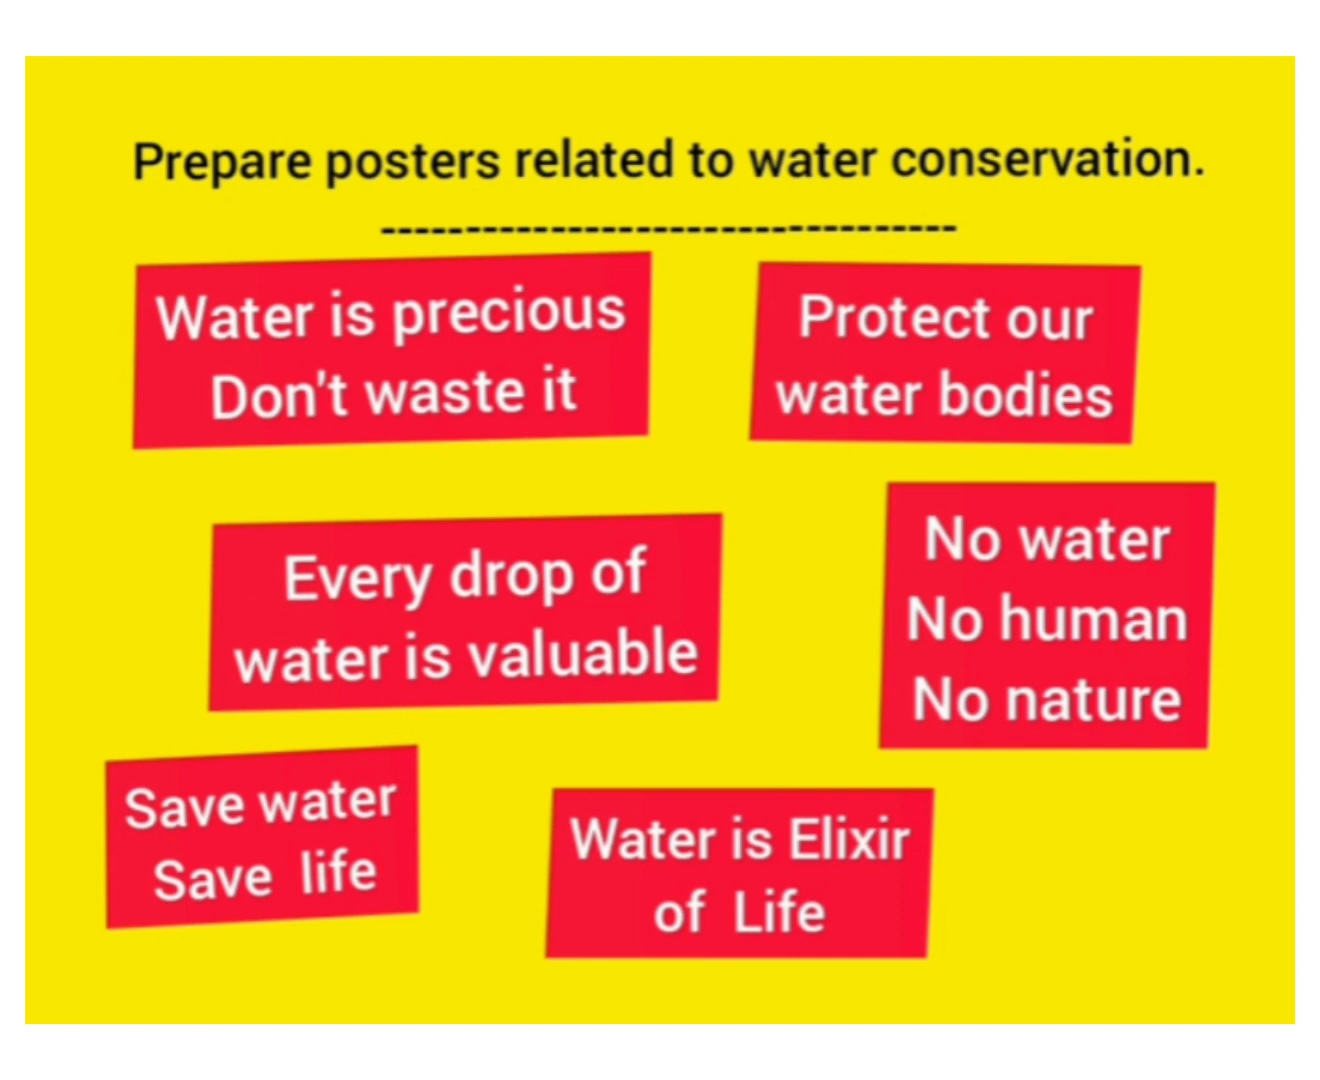 Prepare posters related to water conservation.
----------------------------------
Water is precious
Don't waste it
Protect our
water bodies
Every drop of
water is valuable
No water
No human
No nature
Save water
Save life
Water is Elixir
of Life